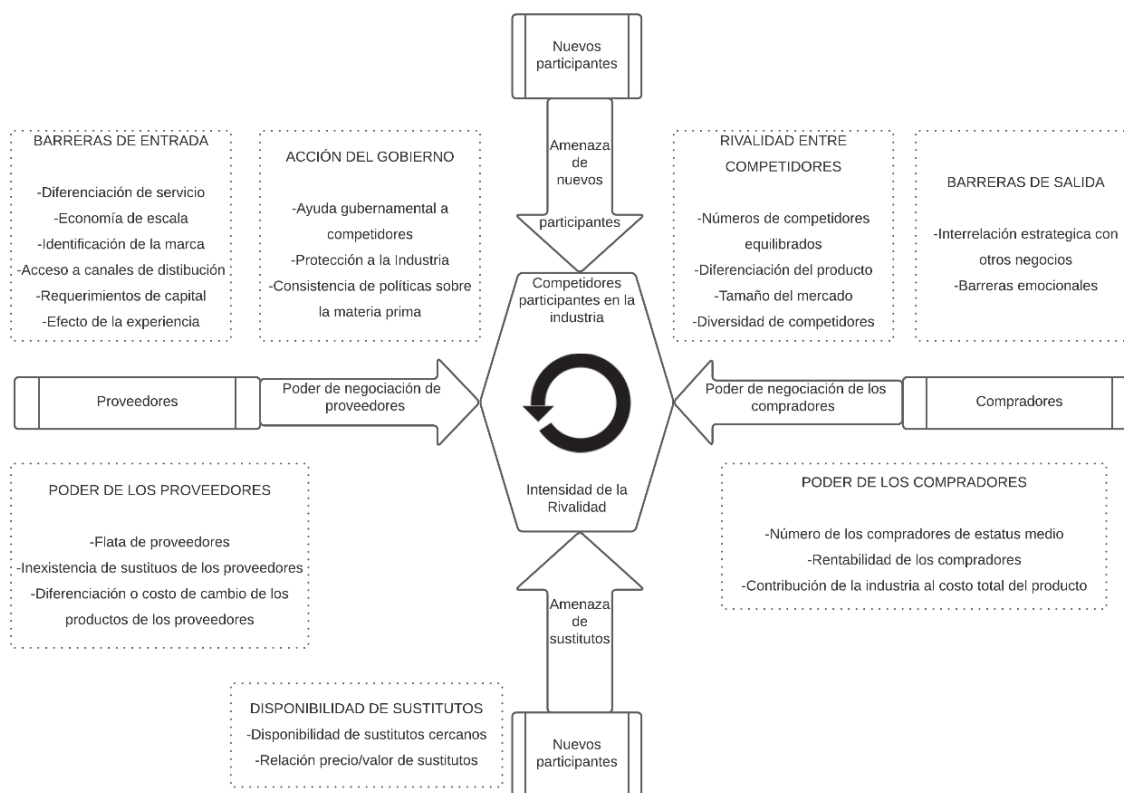 Nuevos
participantes
BARRERAS DE ENTRADA
-Diferenciación de servicio
-Economía de escala
-Identificación de la marca
-Acceso a canales de distibución
-Requerimientos de capital
-Efecto de la experiencia
ACCIÓN DEL GOBIERNO
-Ayuda gubernamental a
competidores
-Protección a la Industria
-Consistencia de políticas sobre
la materia prima
Amenaza
de
nuevos
participantes
RIVALIDAD ENTRE
COMPETIDORES
-Números de competidores
equilibrados
-Diferenciación del producto
-Tamaño del mercado
-Diversidad de competidores
BARRERAS DE SALIDA
-Interrelación estrategica con
otros negocios
-Barreras emocionales
Competidores
participantes en la
industria
Proveedores
Poder de negociación de
proveedores
Poder de negociación de los
compradores
Compradores
Intensidad de la
Rivalidad
PODER DE LOS PROVEEDORES
-Flata de proveedores
-Inexistencia de sustituos de los proveedores
-Diferenciación o costo de cambio de los
productos de los proveedores
PODER DE LOS COMPRADORES
-Número de los compradores de estatus medio
-Rentabilidad de los compradores
-Contribución de la industria al costo total del producto
Amenaza
de
sustitutos
DISPONIBILIDAD DE SUSTITUTOS
-Disponibilidad de sustitutos cercanos
-Relación precio/valor de sustitutos
Nuevos
participantes